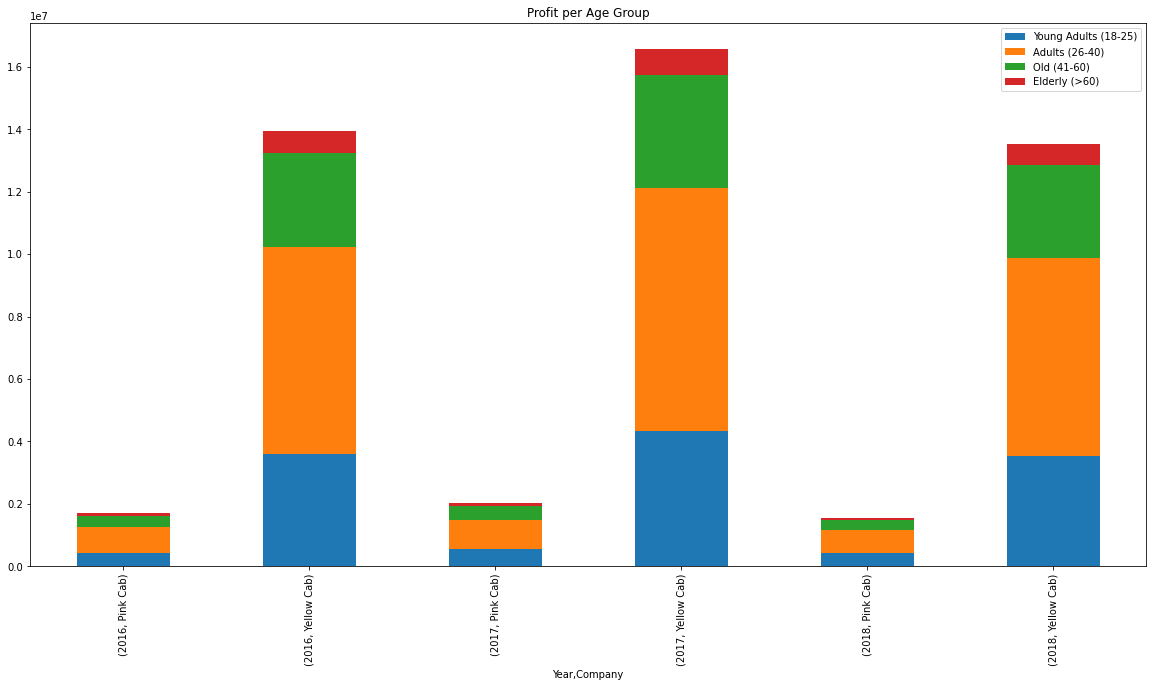 Profit per Age Group
1e7
Young Adults (18-25)
Adults (26-40)
Old (41-60)
Elderly (>60)
1.6
1.4
1.2
1.0
0.8
0.6
0.4
0.2
0.0
(2016, Pink Cab)
(2016, Yellow Cab)
(2017, Pink Cab)
(2017, Yellow Cab)
(2018, Pink Cab)
(2018, Yellow Cab)
Year,Company